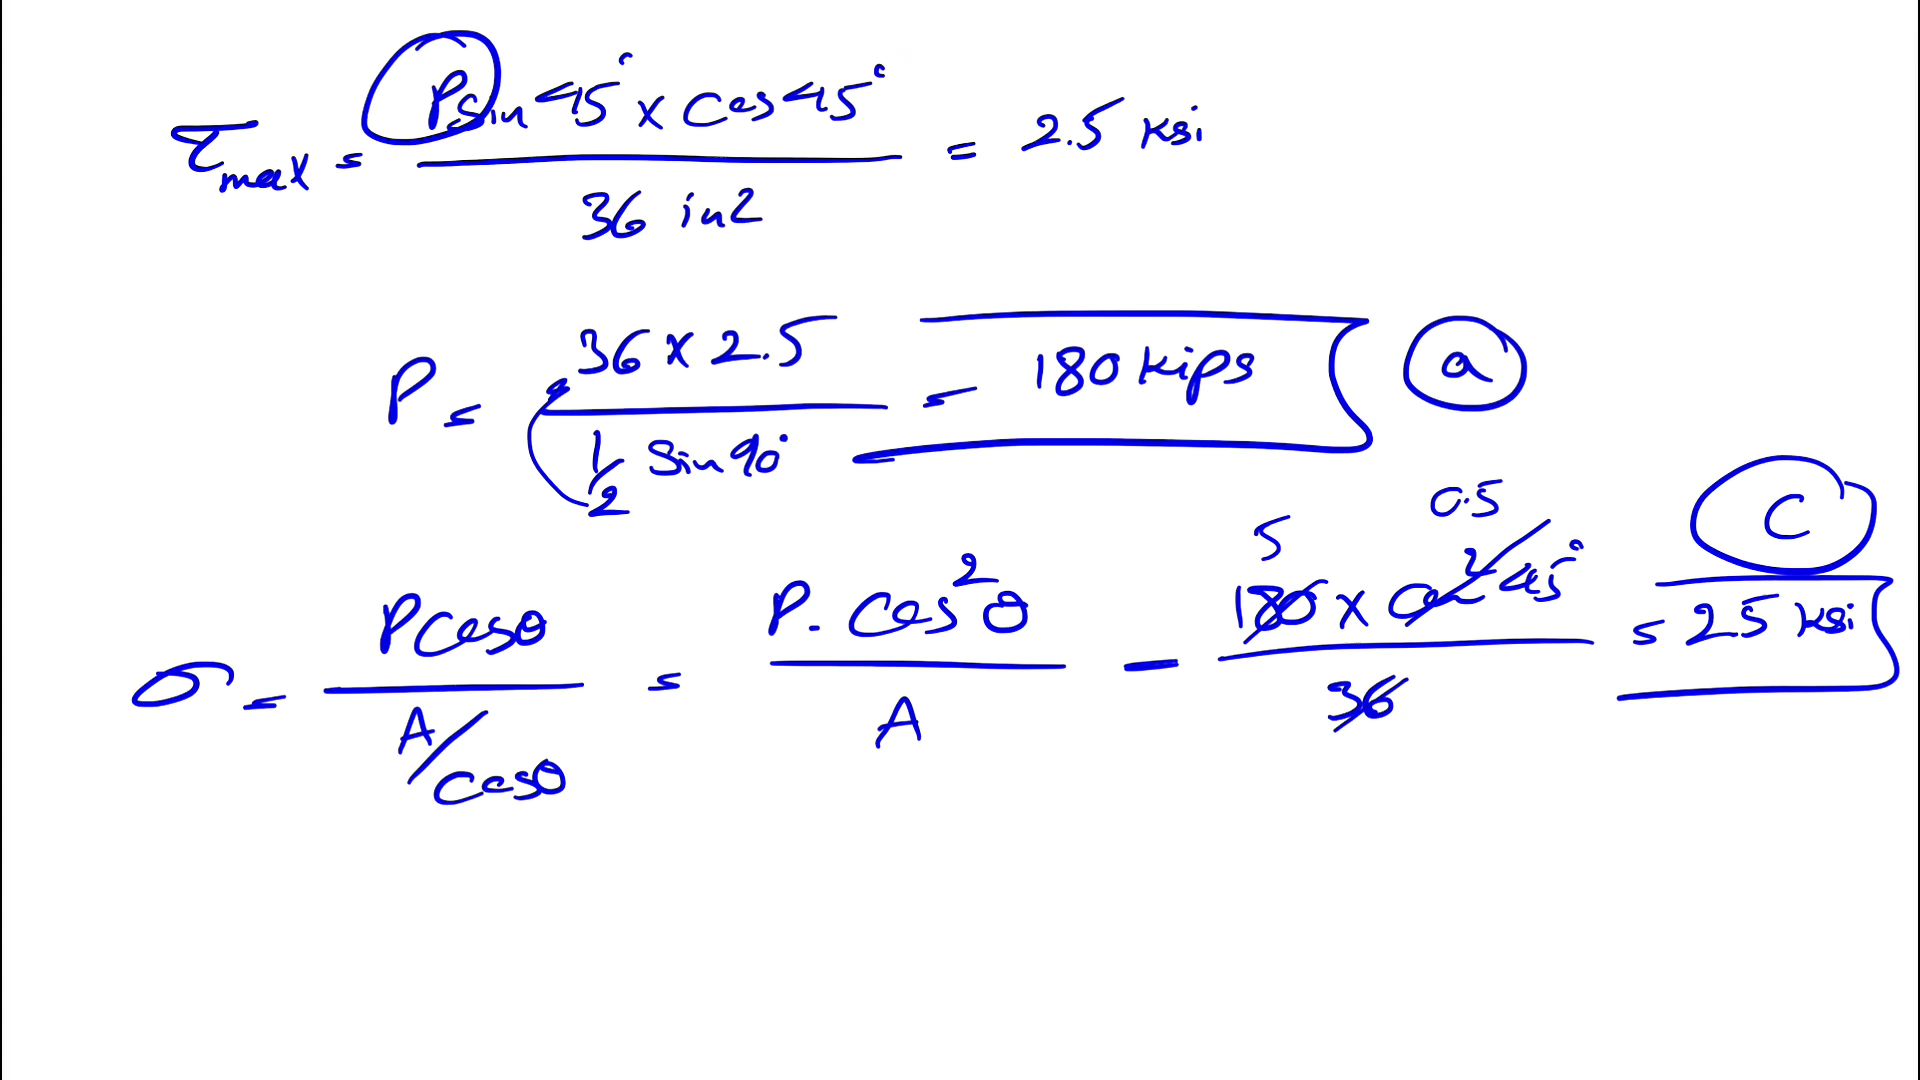 τmax = P sin 45° x cos 45° / 36 in2 = 2.5 ksi
P = 36 x 2.5 / 1/2 sin 90° = 180 kips a
σ = P cos θ / A/cos θ = P. cos²θ / A = 180 x cos² 45° / 36 = 2.5 ksi c
5 0.5